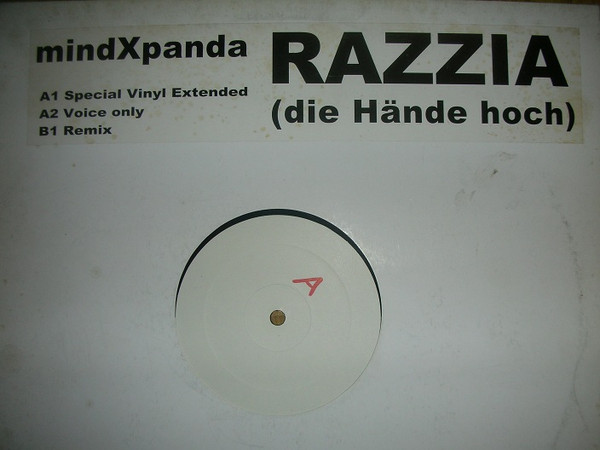 mindXpanda
A1 Special Vinyl Extended
A2 Voice only
B1 Remix
RAZZIA
(die Hände hoch)
A